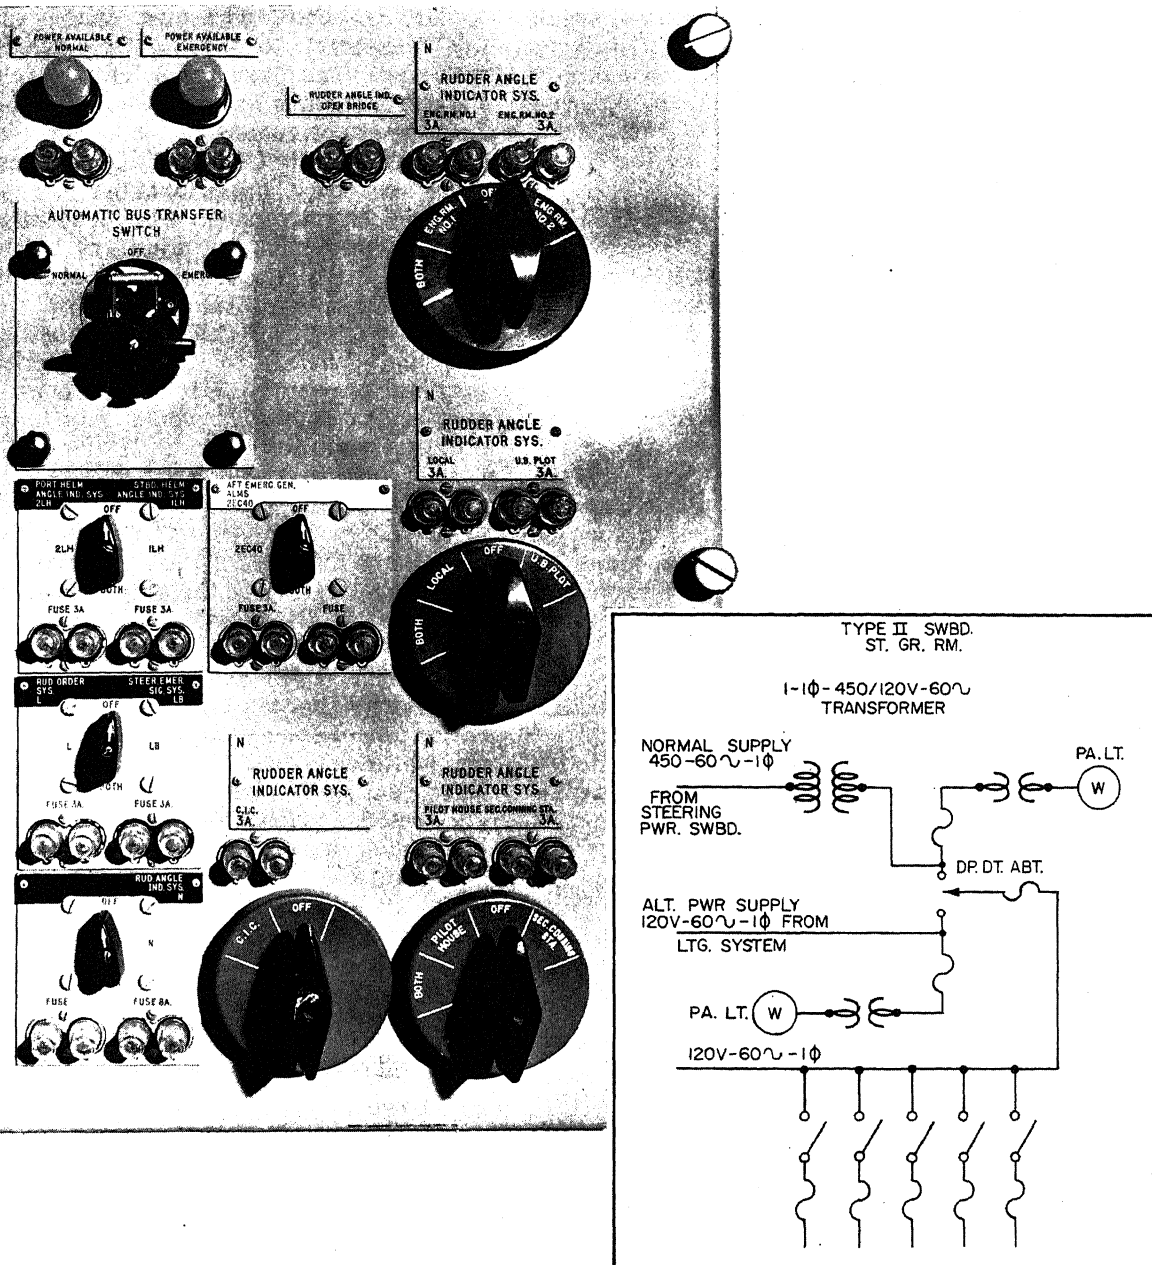 POWER AVAILABLE
NORMAL
POWER AVAILABLE
EMERGENCY
RUDDER ANGLE IND.
OPEN BRIDGE
N
RUDDER ANGLE
INDICATOR SYS.
ENG.RM.NO.1 ENG.RM.NO.2
3A. 3A.
AUTOMATIC BUS TRANSFER
SWITCH
OFF
NORMAL EMERG
BOTH
ENG.RM.
NO.1
OFF
ENG.RM.
NO.2
N
RUDDER ANGLE
INDICATOR SYS.
LOCAL U.B. PLOT
3A. 3A.
BOTH
LOCAL
OFF
U.B. PLOT
PORT HELM STBD. HELM
ANGLE IND. SYS ANGLE IND. SYS
2LH 1LH
OFF
2LH 1LH
BOTH
FUSE 3A FUSE 3A.
AFT EMERG GEN.
ALMS
2EC40
OFF
2EC40
BOTH
FUSE 3A. FUSE
RUD ORDER STEER.EMER.
SYS. SIG. SYS.
L LB
OFF
L LB
BOTH
FUSE 3A. FUSE 3A.
RUD ANGLE
IND. SYS.
N
OFF
N
FUSE FUSE 8A.
N
RUDDER ANGLE
INDICATOR SYS.
C.I.C.
3A.
C.I.C.
OFF
N
RUDDER ANGLE
INDICATOR SYS.
PILOT HOUSE SEC.CONNING STA.
3A. 3A.
BOTH
PILOT
HOUSE
OFF
SEC.CONNING
STA.
TYPE II SWBD.
ST. GR. RM.
1-1ϕ-450/120V-60∿
TRANSFORMER
NORMAL SUPPLY
450-60∿-1ϕ
FROM
STEERING
PWR. SWBD.
PA. LT.
W
DP. DT. ABT.
ALT. PWR SUPPLY
120V-60∿-1ϕ FROM
LTG. SYSTEM
PA. LT. W
120V-60∿-1ϕ